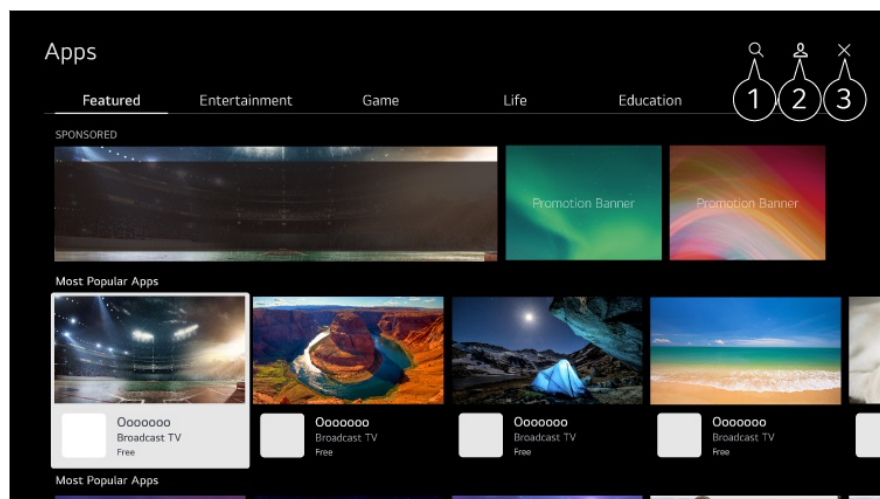 Apps
1 2 3
Featured Entertainment Game Life Education
SPONSORED
Promotion Banner Promotion Banner
Most Popular Apps
Ooooooo Ooooooo Ooooooo Ooooooo
Broadcast TV Broadcast TV Broadcast TV Broadcast TV
Free Free Free Free
Most Popular Apps